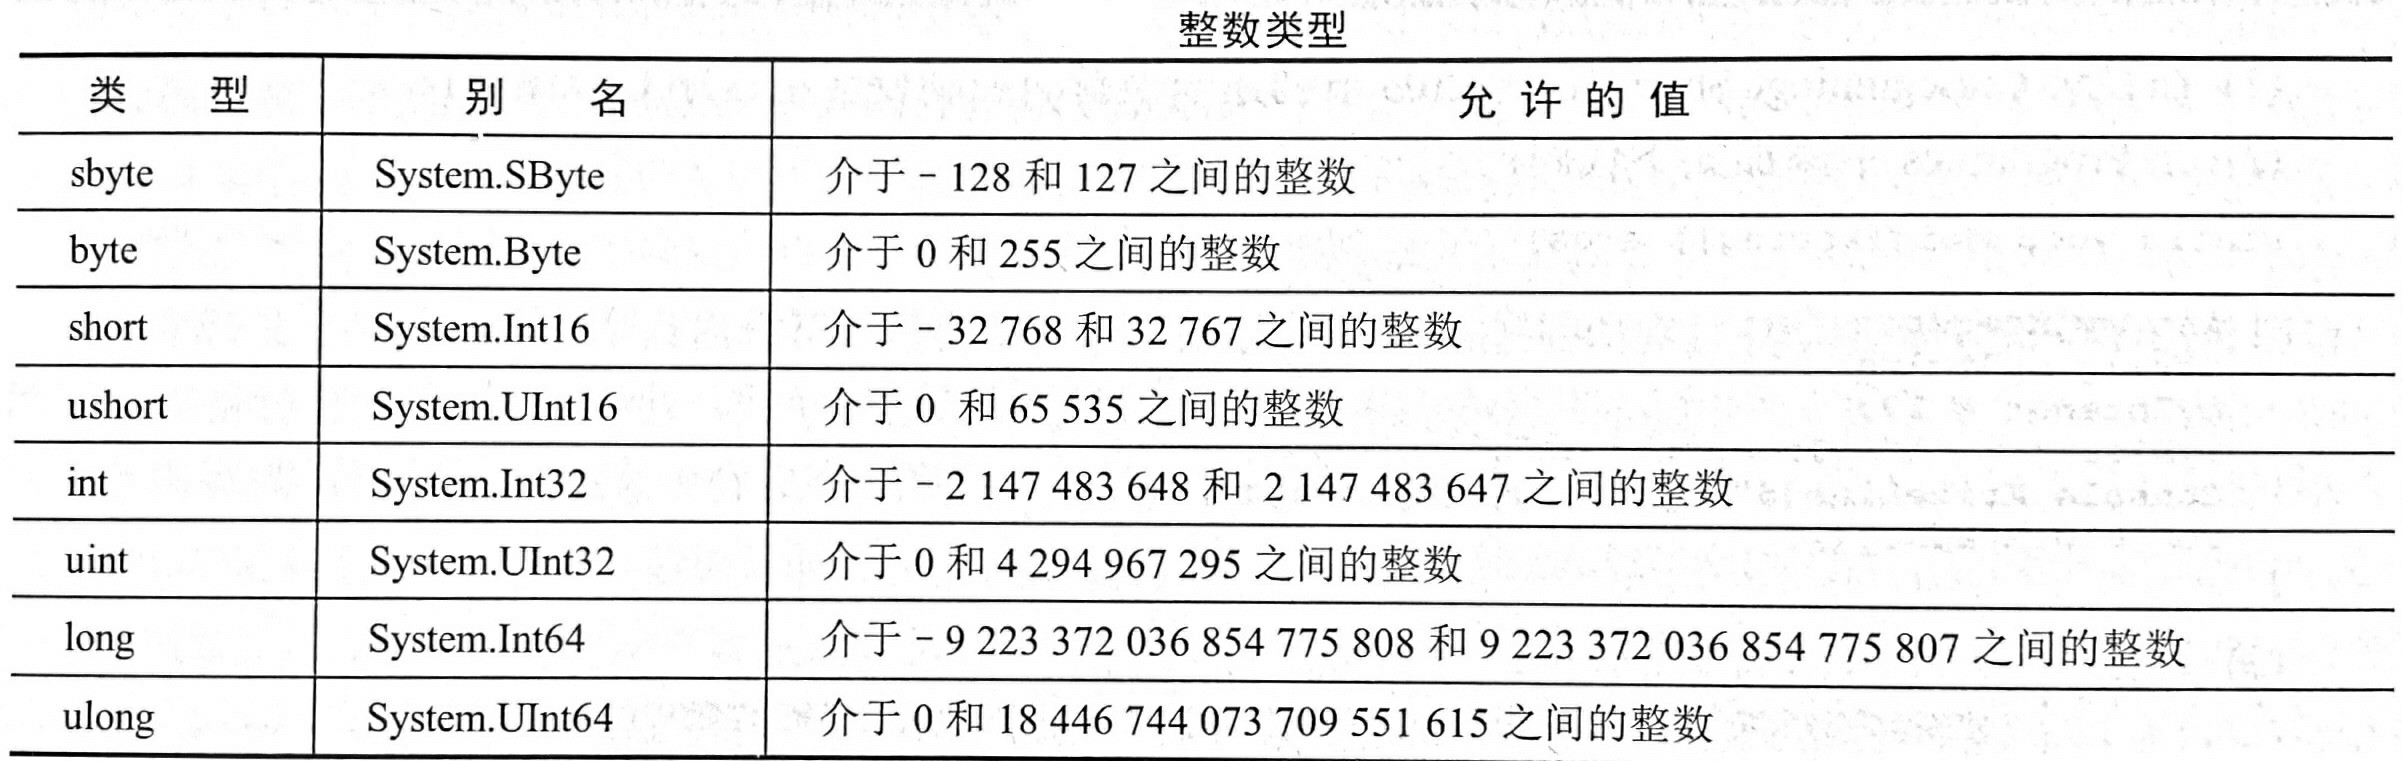 整数类型
类 型 别 名 允许的值
sbyte System.SByte 介于 – 128 和 127 之间的整数
byte System.Byte 介于 0 和 255 之间的整数
short System.Int16 介于 – 32 768 和 32 767 之间的整数
ushort System.UInt16 介于 0 和 65 535 之间的整数
int System.Int32 介于 – 2 147 483 648 和 2 147 483 647 之间的整数
uint System.UInt32 介于 0 和 4 294 967 295 之间的整数
long System.Int64 介于 – 9 223 372 036 854 775 808 和 9 223 372 036 854 775 807 之间的整数
ulong System.UInt64 介于 0 和 18 446 744 073 709 551 615 之间的整数